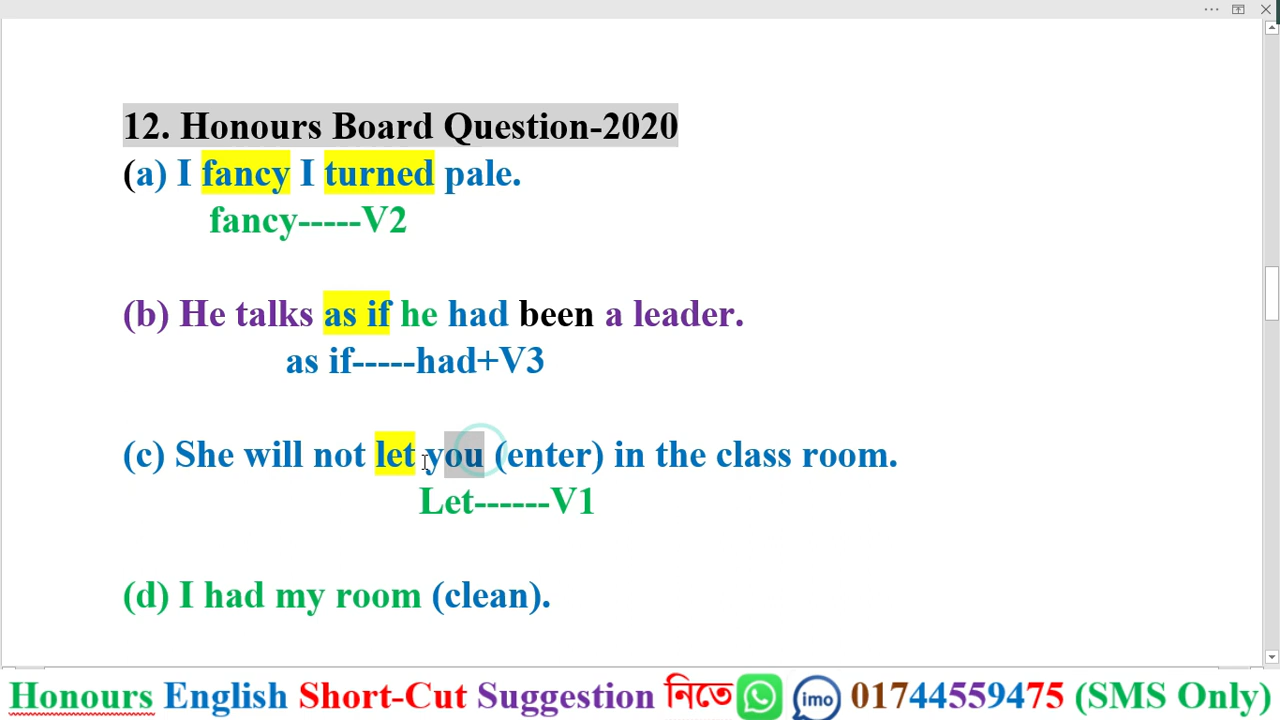 12. Honours Board Question-2020
(a) I fancy I turned pale.
fancy-----V2
(b) He talks as if he had been a leader.
as if-----had+V3
(c) She will not let you (enter) in the class room.
Let------V1
(d) I had my room (clean).
Honours English Short-Cut Suggestion নিতে imo 01744559475 (SMS Only)